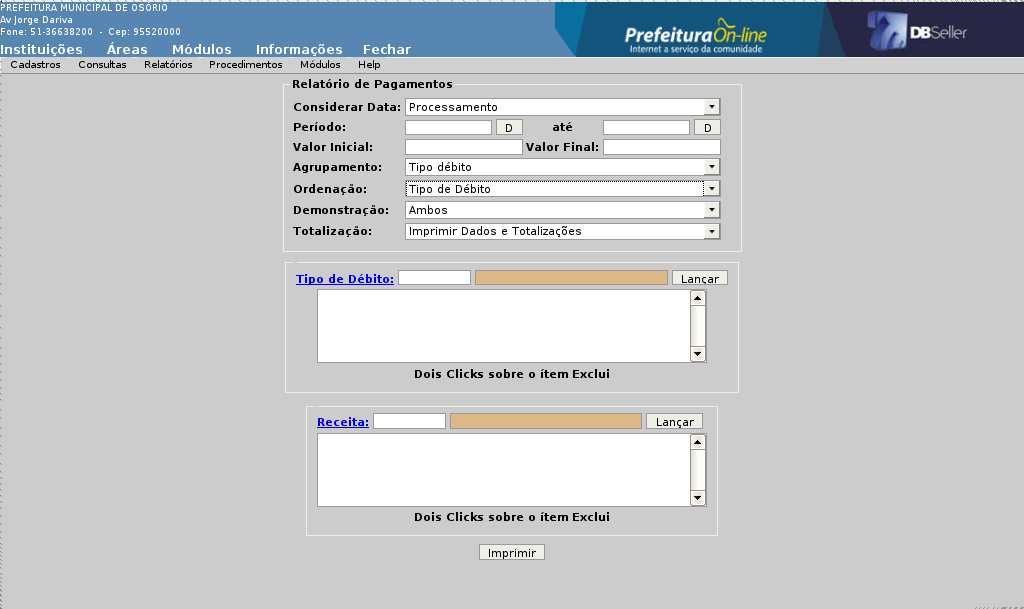 PREFEITURA MUNICIPAL DE OSORIO
Av Jorge Dariva
Fone: 51-36638200 - Cep: 95520000
Instituições Áreas Módulos Informações Fechar
PrefeituraOn-line
Internet a serviço da comunidade
DBSeller
Cadastros Consultas Relatórios Procedimentos Módulos Help
Relatório de Pagamentos
Considerar Data: Processamento
Período: D até D
Valor Inicial: Valor Final:
Agrupamento: Tipo débito
Ordenação: Tipo de Débito
Demonstração: Ambos
Totalização: Imprimir Dados e Totalizações
Tipo de Débito: Lançar
Dois Clicks sobre o ítem Exclui
Receita: Lançar
Dois Clicks sobre o ítem Exclui
Imprimir